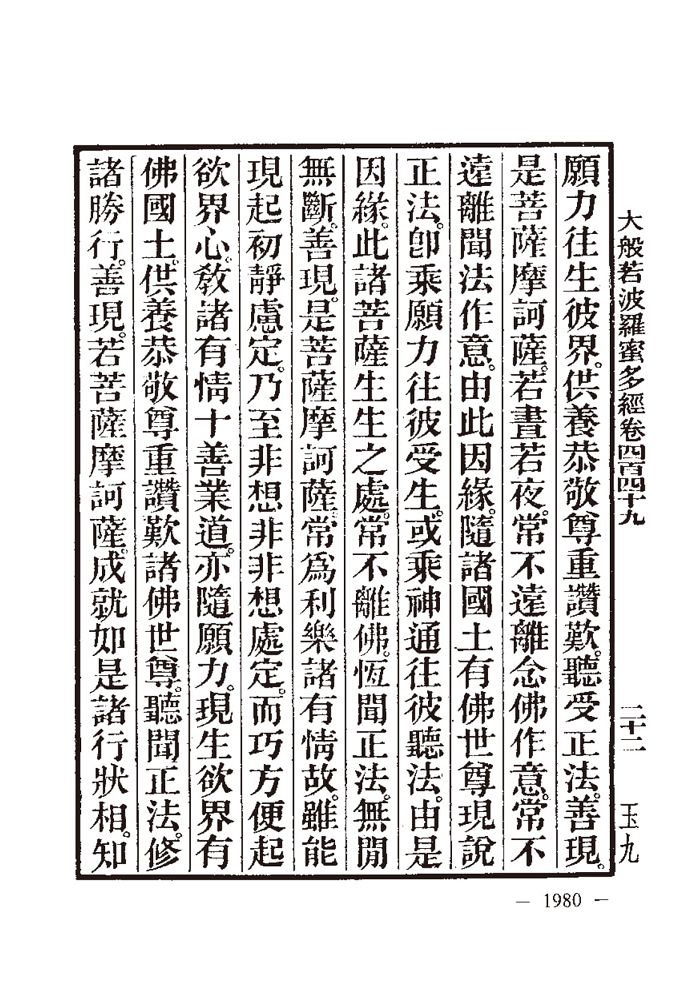 大般若波羅蜜多經卷四百四十九　二十二　玉九
願力往生彼界。供養恭敬尊重讚歎。聽受正法。善現。
是菩薩摩訶薩。若晝若夜。常不遠離念佛作意。常不
遠離聞法作意。由此因緣。隨諸國土有佛世尊現說
正法。卽乘願力往彼受生。或乘神通往彼聽法。由是
因緣。此諸菩薩生生之處。常不離佛。恆聞正法。無間
無斷。善現。是菩薩摩訶薩。常爲利樂諸有情故。雖能
現起初靜慮定。乃至非想非非想處定。而巧方便起
欲界心。敎諸有情十善業道。亦隨願力。現生欲界有
佛國土。供養恭敬尊重讚歎諸佛世尊。聽聞正法。修
諸勝行。善現。若菩薩摩訶薩。成就如是諸行狀相。知
— 1980 —